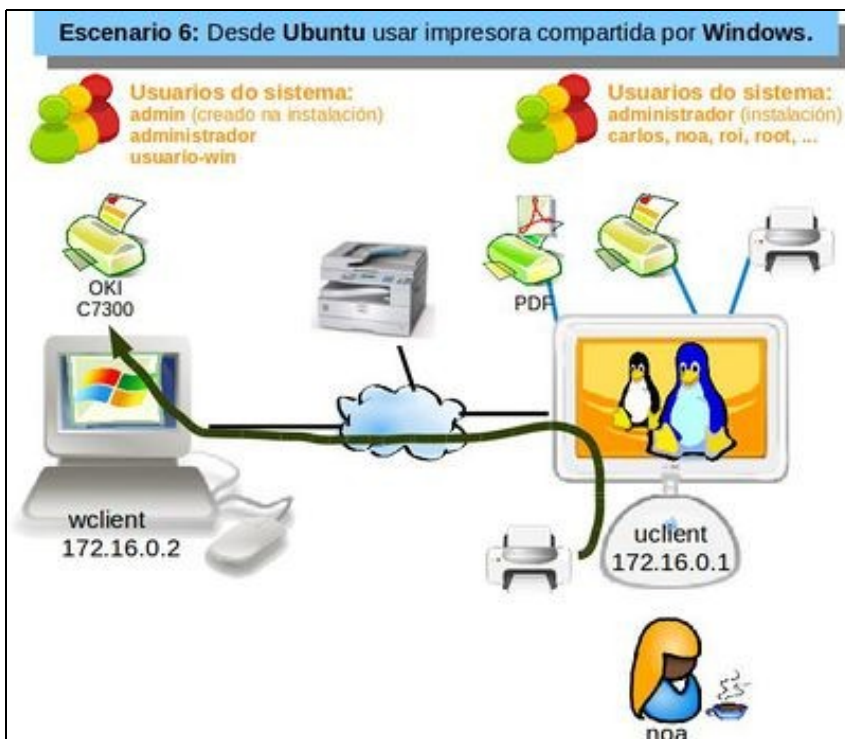 Escenario 6: Desde Ubuntu usar impresora compartida por Windows.
Usuarios do sistema:
admin (creado na instalación)
administrador
usuario-win
Usuarios do sistema:
administrador (instalación)
carlos, noa, roi, root, ...
OKI
C7300
PDF
wclient
172.16.0.2
uclient
172.16.0.1
noa